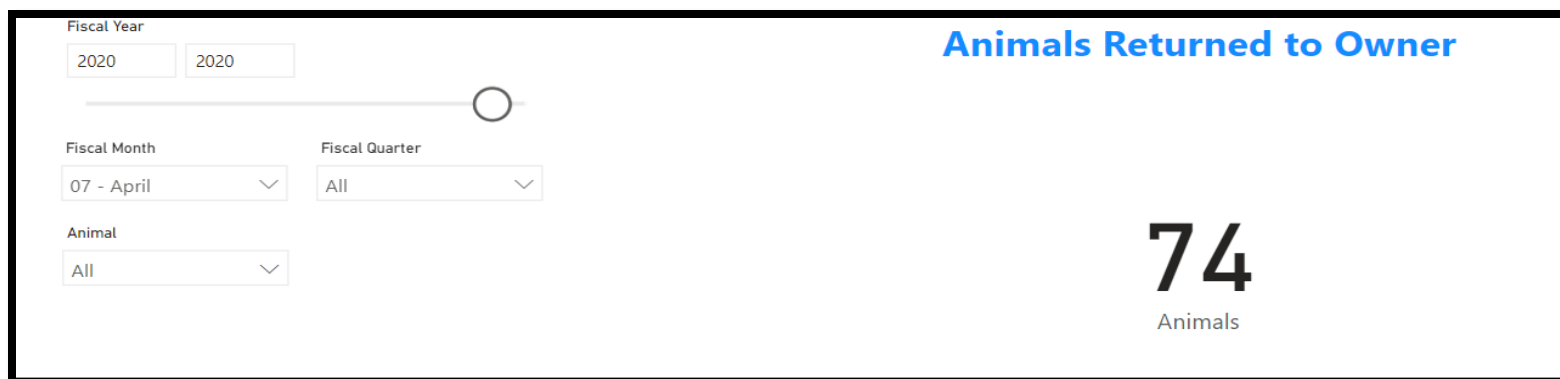 Fiscal Year
2020 2020
Fiscal Month Fiscal Quarter
07 - April All
Animal
All
Animals Returned to Owner
74
Animals